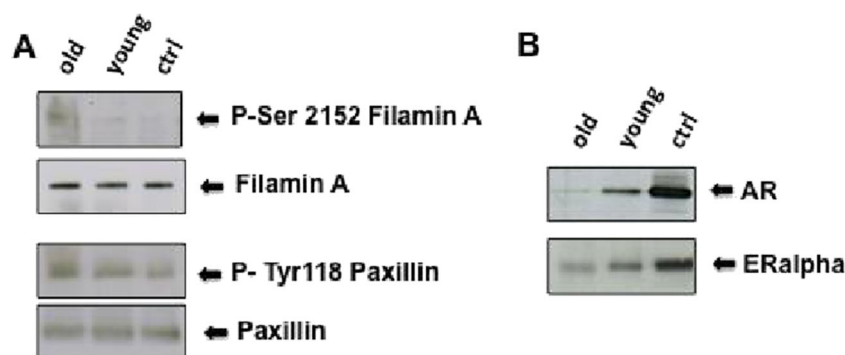 A
old young ctrl
P-Ser 2152 Filamin A
Filamin A
P- Tyr118 Paxillin
Paxillin
B
old young ctrl
AR
ERalpha